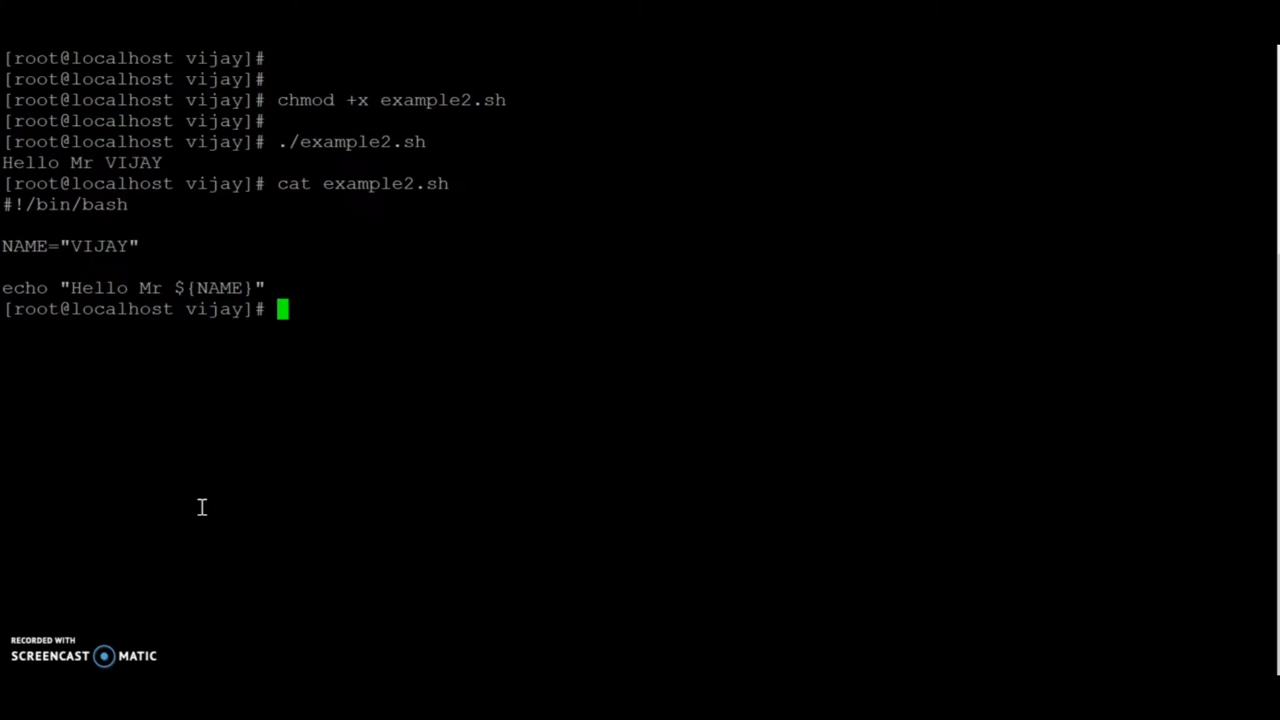 [root@localhost vijay]#
[root@localhost vijay]#
[root@localhost vijay]# chmod +x example2.sh
[root@localhost vijay]#
[root@localhost vijay]# ./example2.sh
Hello Mr VIJAY
[root@localhost vijay]# cat example2.sh
#!/bin/bash
NAME="VIJAY"
echo "Hello Mr ${NAME}"
[root@localhost vijay]#
RECORDED WITH
SCREENCAST MATIC